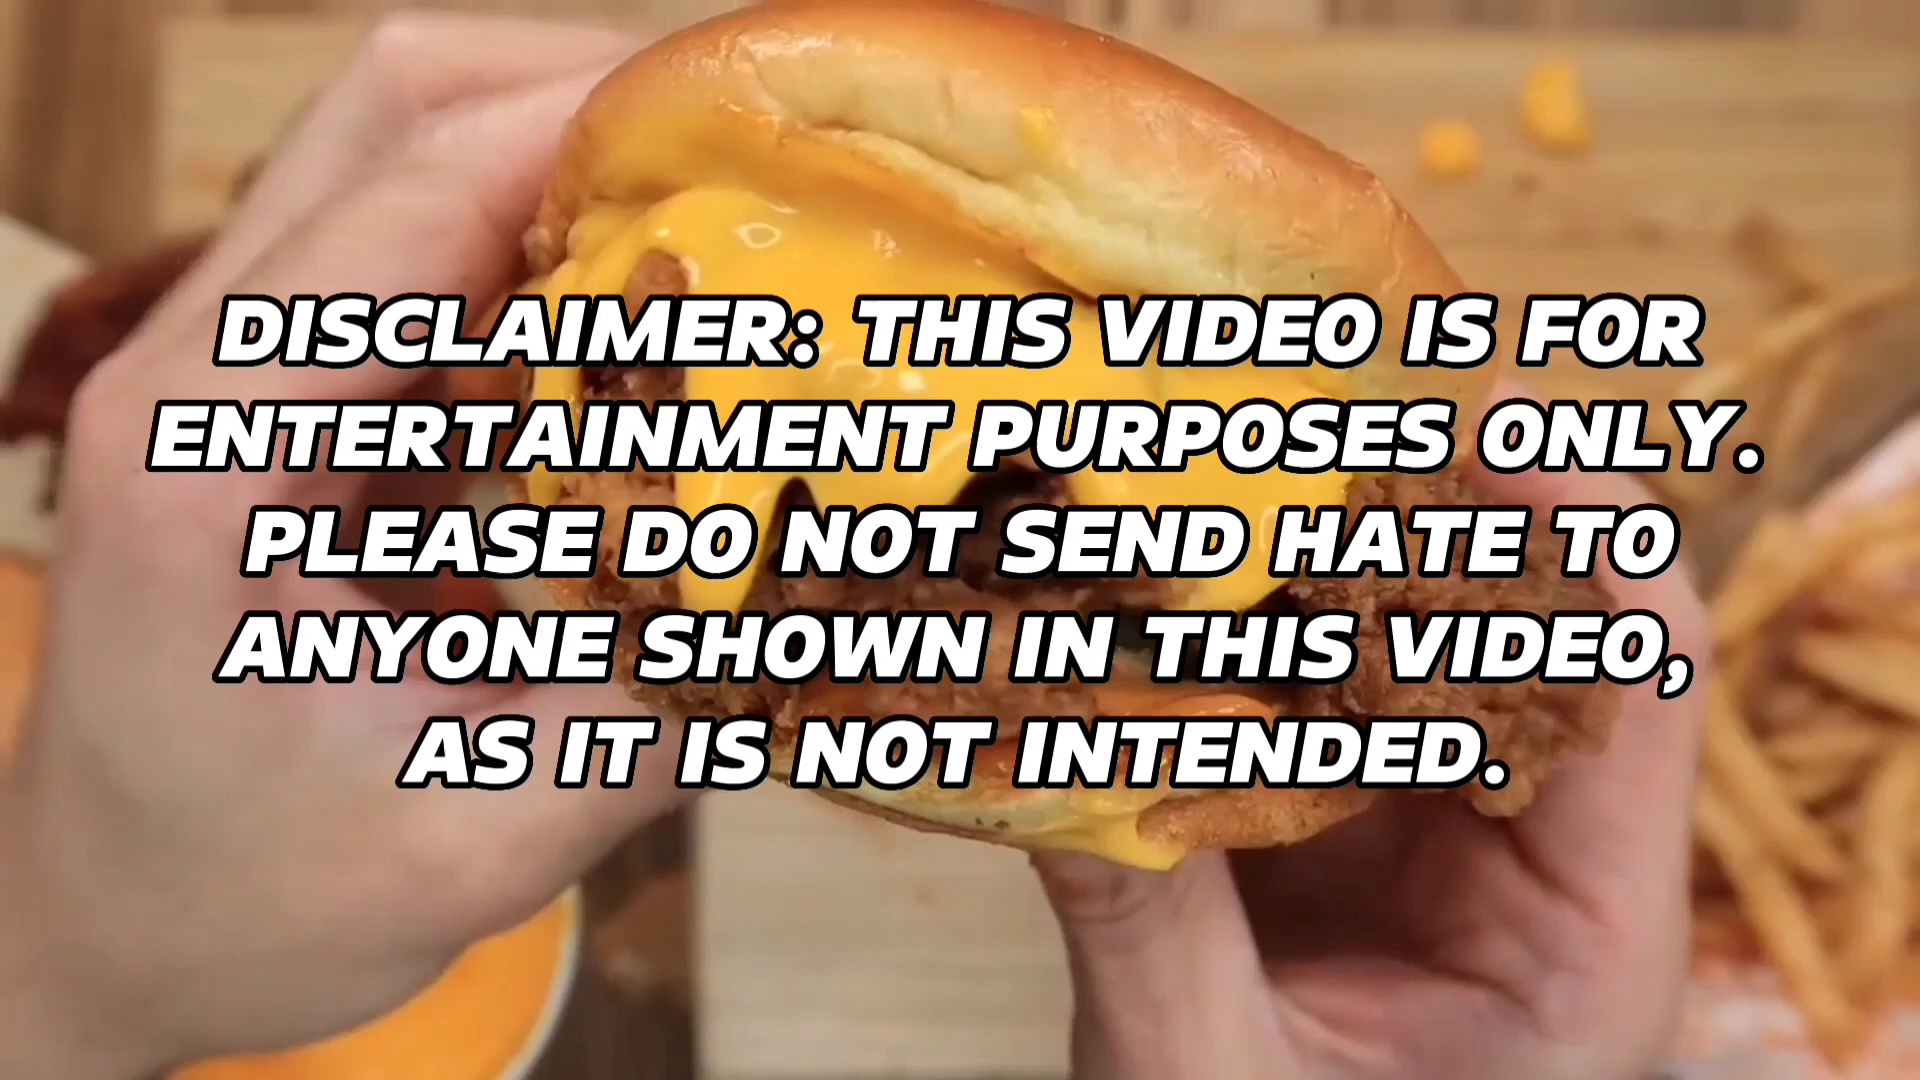 DISCLAIMER: THIS VIDEO IS FOR
ENTERTAINMENT PURPOSES ONLY.
PLEASE DO NOT SEND HATE TO
ANYONE SHOWN IN THIS VIDEO,
AS IT IS NOT INTENDED.